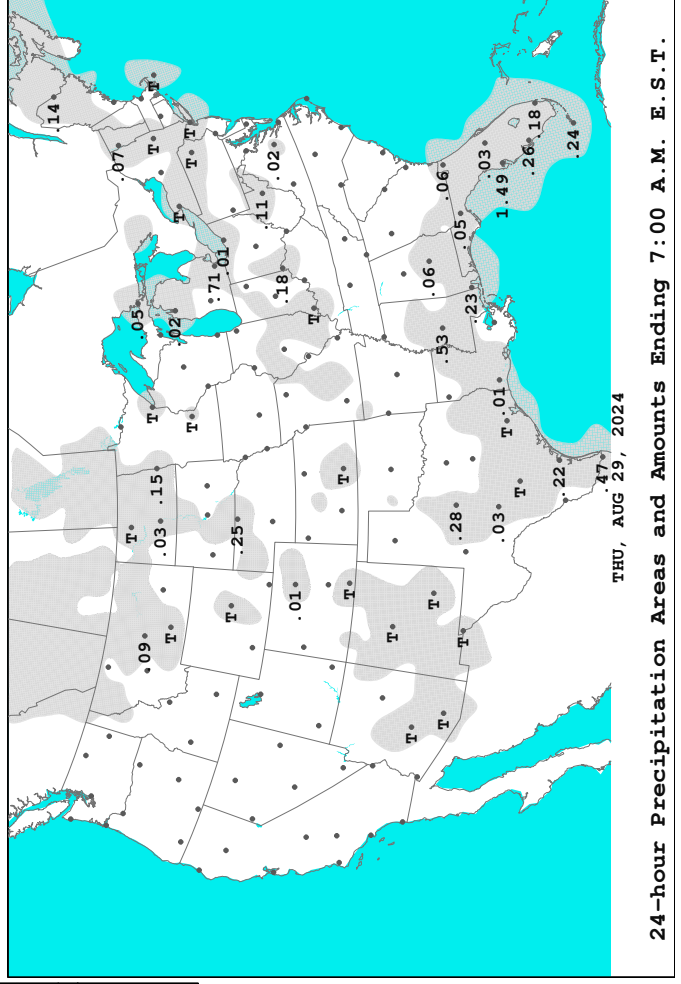 .14
.07
T
.05
.09
T
T
T
.15
.03
T
.02
T
T
T
T
.71
.01
T
.25
.11
.02
.18
.01
T
T
T
T
T
.06
T
.53
.06
T
.28
.05
T
.23
.03
.03
.01
1.49
T
T
.26
.18
.22
.24
.47
THU, AUG 29, 2024
24-hour Precipitation Areas and Amounts Ending 7:00 A.M. E.S.T.